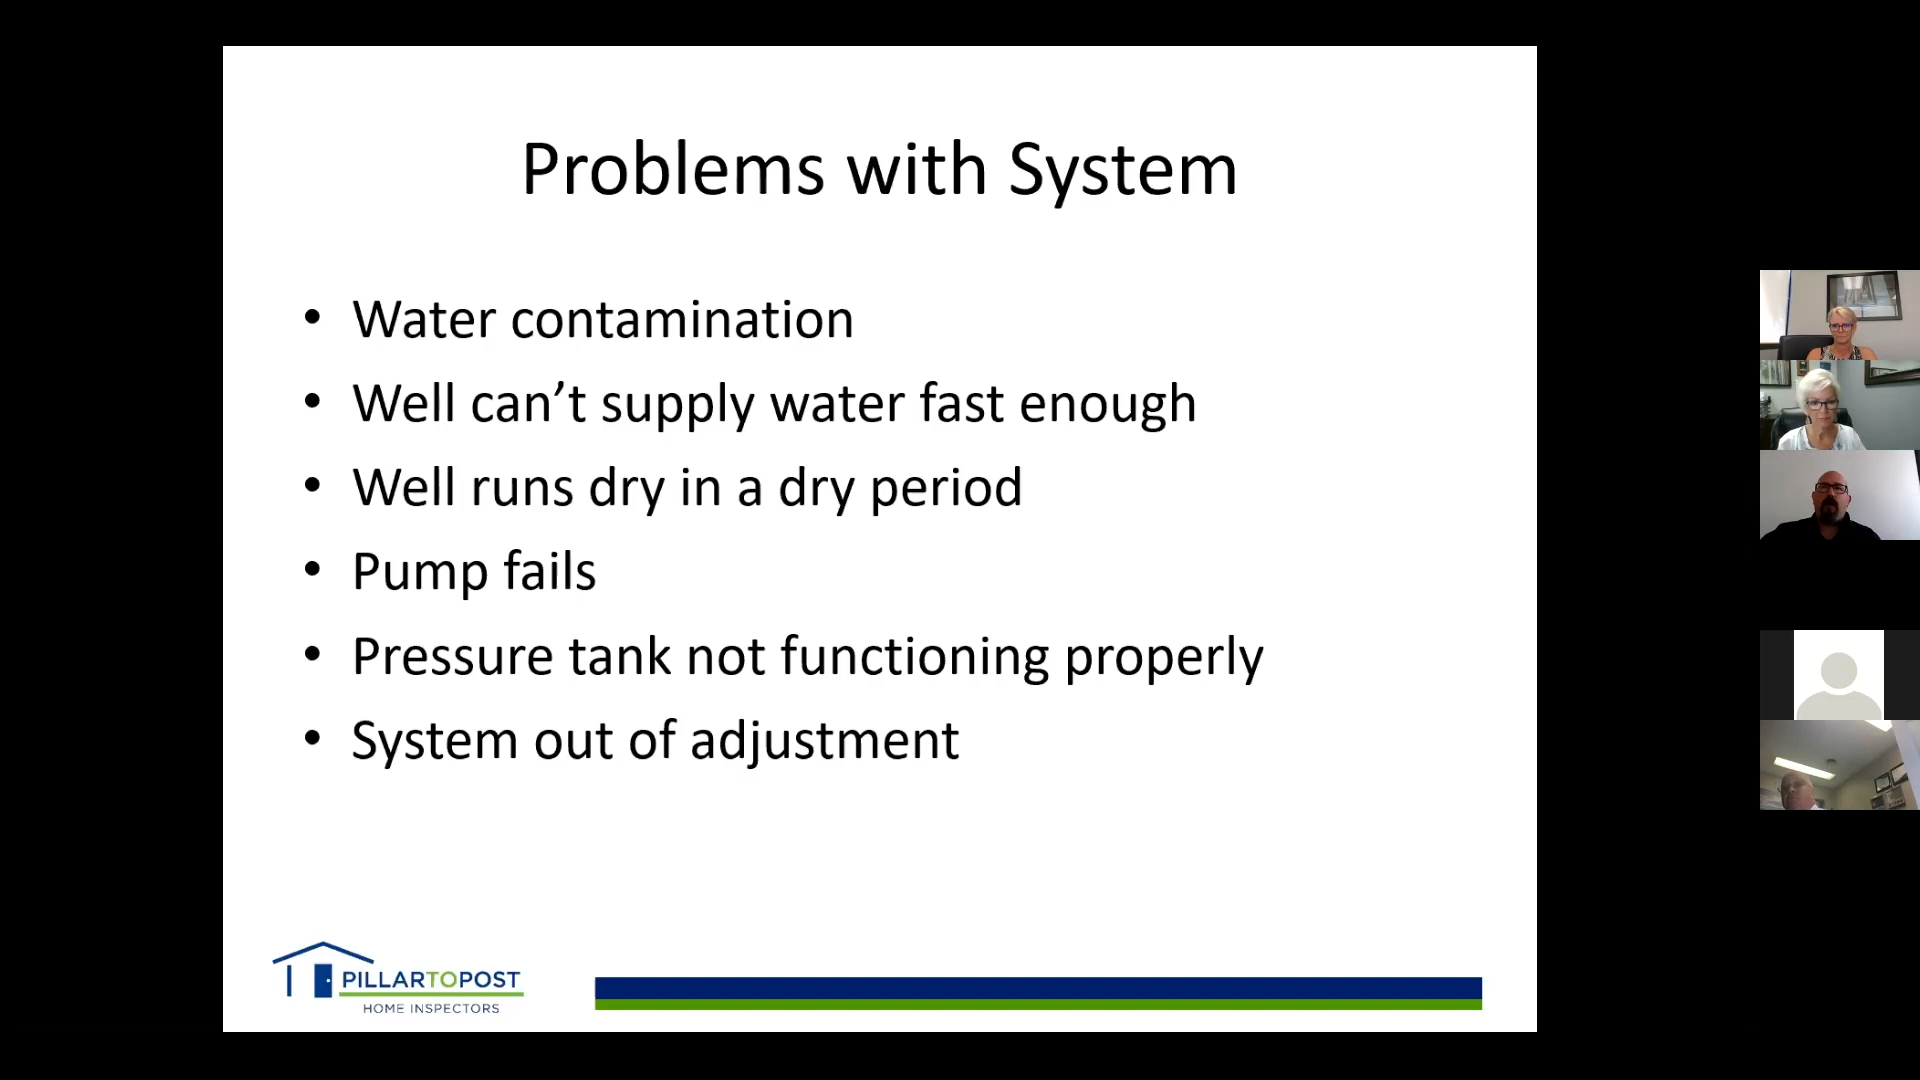 Problems with System
• Water contamination
• Well can’t supply water fast enough
• Well runs dry in a dry period
• Pump fails
• Pressure tank not functioning properly
• System out of adjustment
PILLARTOPOST
HOME INSPECTORS